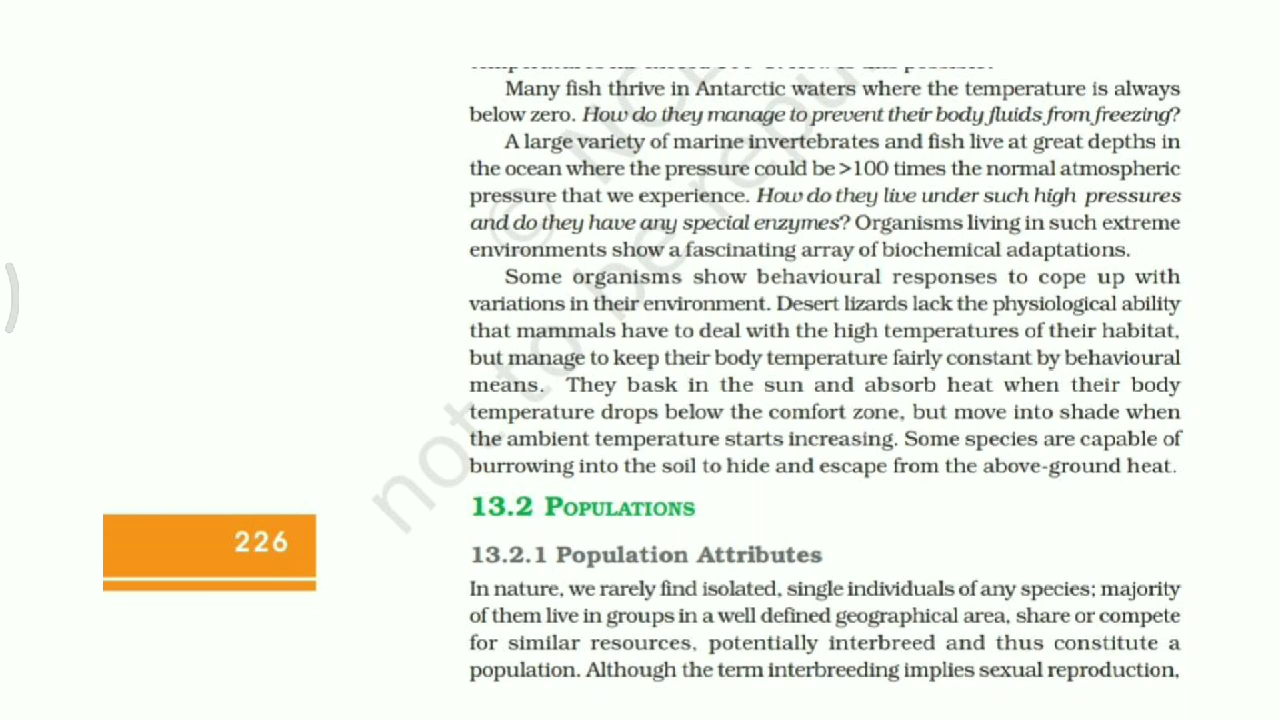 Many fish thrive in Antarctic waters where the temperature is always
below zero. How do they manage to prevent their body fluids from freezing?
A large variety of marine invertebrates and fish live at great depths in
the ocean where the pressure could be >100 times the normal atmospheric
pressure that we experience. How do they live under such high pressures
and do they have any special enzymes? Organisms living in such extreme
environments show a fascinating array of biochemical adaptations.
Some organisms show behavioural responses to cope up with
variations in their environment. Desert lizards lack the physiological ability
that mammals have to deal with the high temperatures of their habitat,
but manage to keep their body temperature fairly constant by behavioural
means. They bask in the sun and absorb heat when their body
temperature drops below the comfort zone, but move into shade when
the ambient temperature starts increasing. Some species are capable of
burrowing into the soil to hide and escape from the above-ground heat.
13.2 POPULATIONS
226
13.2.1 Population Attributes
In nature, we rarely find isolated, single individuals of any species; majority
of them live in groups in a well defined geographical area, share or compete
for similar resources, potentially interbreed and thus constitute a
population. Although the term interbreeding implies sexual reproduction,
© NCE
not to be repu